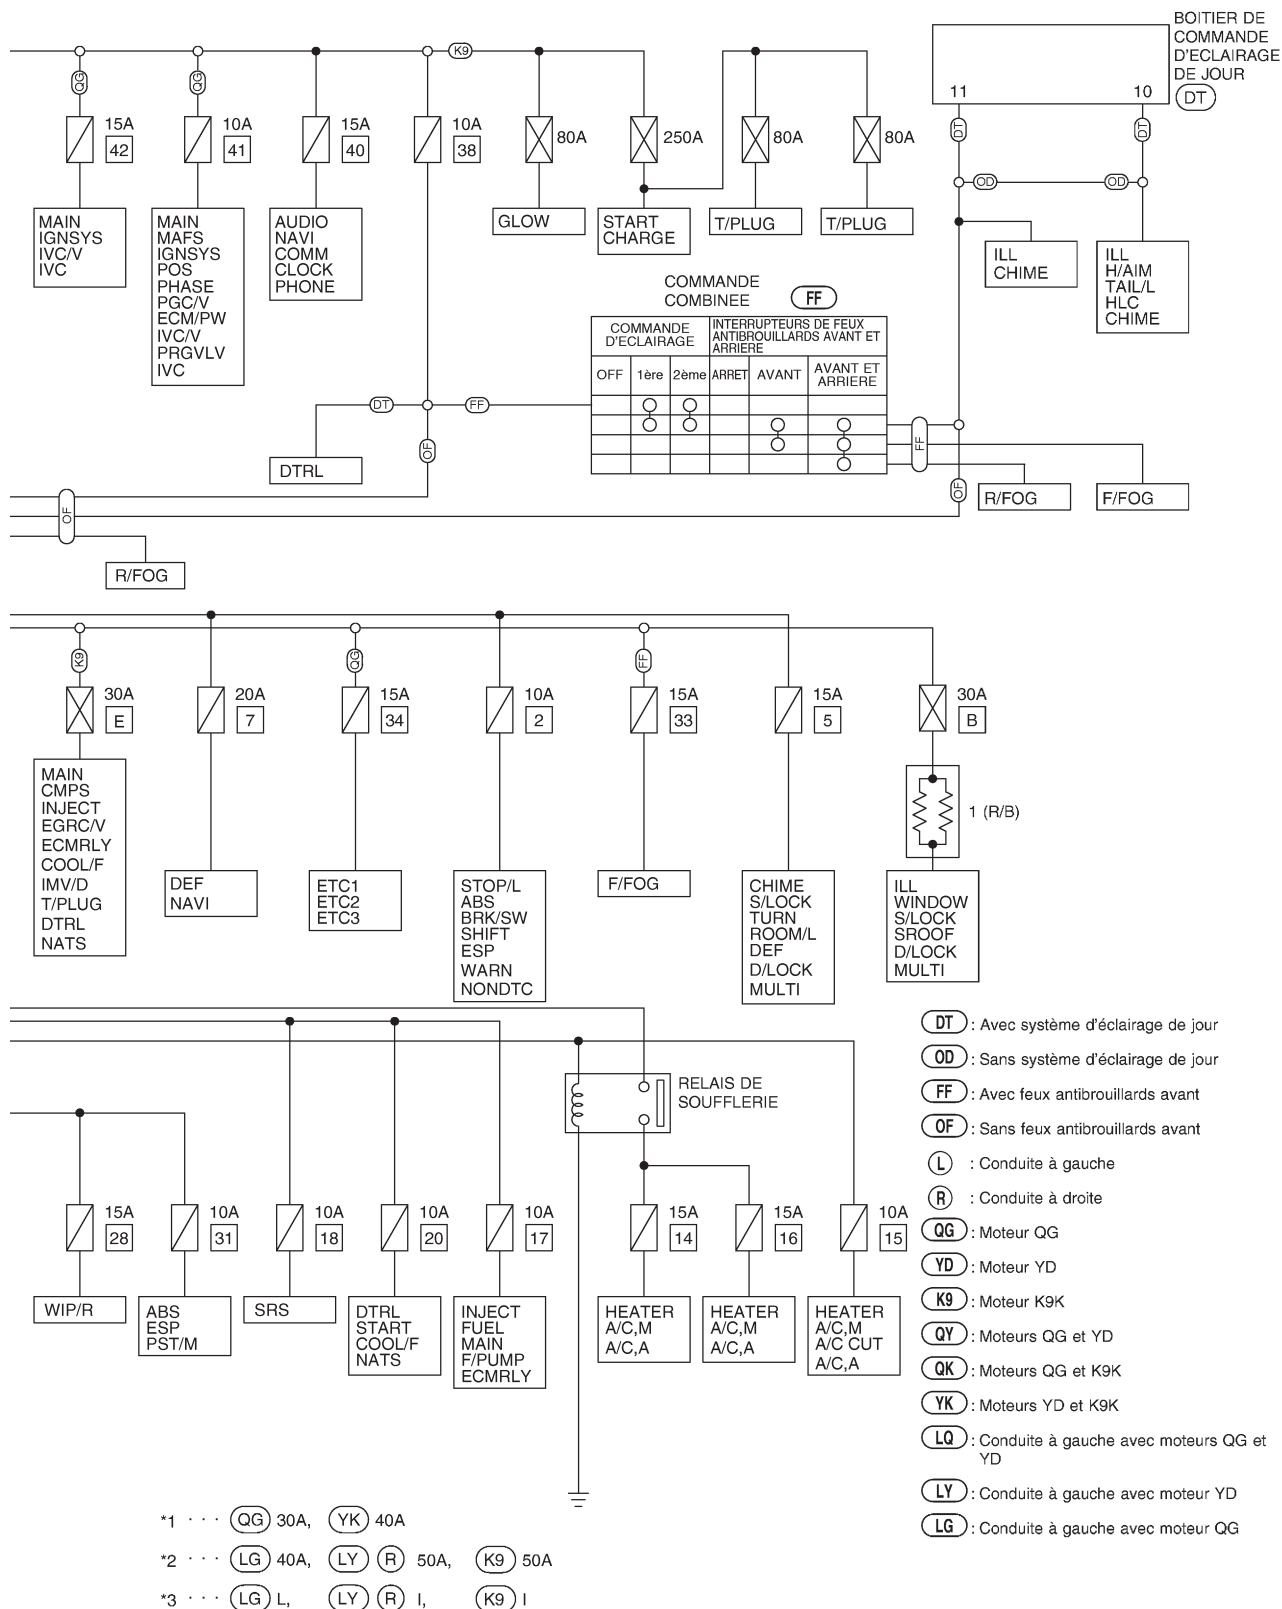 BOITIER DE
COMMANDE
D'ECLAIRAGE
DE JOUR
DT
11
10
DT
DT
OD
OD
K9
QG
QG
15A
42
10A
41
15A
40
10A
38
80A
250A
80A
80A
MAIN
IGNSYS
IVC/V
IVC
MAIN
MAFS
IGNSYS
POS
PHASE
PGC/V
ECM/PW
IVC/V
PRGVLV
IVC
AUDIO
NAVI
COMM
CLOCK
PHONE
GLOW
START
CHARGE
T/PLUG
T/PLUG
ILL
CHIME
ILL
H/AIM
TAIL/L
HLC
CHIME
COMMANDE
COMBINEE
FF
COMMANDE
D'ECLAIRAGE
INTERRUPTEURS DE FEUX
ANTIBROUILLARDS AVANT ET
ARRIERE
OFF
1ère
2ème
ARRET
AVANT
AVANT ET
ARRIERE
DT
FF
OF
FF
OF
DTRL
R/FOG
F/FOG
OF
R/FOG
K9
QG
FF
30A
E
20A
7
15A
34
10A
2
15A
33
15A
5
30A
B
1 (R/B)
MAIN
CMPS
INJECT
EGRC/V
ECMRLY
COOL/F
IMV/D
T/PLUG
DTRL
NATS
DEF
NAVI
ETC1
ETC2
ETC3
STOP/L
ABS
BRK/SW
SHIFT
ESP
WARN
NONDTC
F/FOG
CHIME
S/LOCK
TURN
ROOM/L
DEF
D/LOCK
MULTI
ILL
WINDOW
S/LOCK
SROOF
D/LOCK
MULTI
RELAIS DE
SOUFFLERIE
15A
28
10A
31
10A
18
10A
20
10A
17
15A
14
15A
16
10A
15
WIP/R
ABS
ESP
PST/M
SRS
DTRL
START
COOL/F
NATS
INJECT
FUEL
MAIN
F/PUMP
ECMRLY
HEATER
A/C,M
A/C,A
HEATER
A/C,M
A/C,A
HEATER
A/C,M
A/C CUT
A/C,A
DT : Avec système d'éclairage de jour
OD : Sans système d'éclairage de jour
FF : Avec feux antibrouillards avant
OF : Sans feux antibrouillards avant
L : Conduite à gauche
R : Conduite à droite
QG : Moteur QG
YD : Moteur YD
K9 : Moteur K9K
QY : Moteurs QG et YD
QK : Moteurs QG et K9K
YK : Moteurs YD et K9K
LQ : Conduite à gauche avec moteurs QG et
YD
LY : Conduite à gauche avec moteur YD
LG : Conduite à gauche avec moteur QG
*1 · · · QG 30A, YK 40A
*2 · · · LG 40A, LY R 50A, K9 50A
*3 · · · LG L, LY R I, K9 I